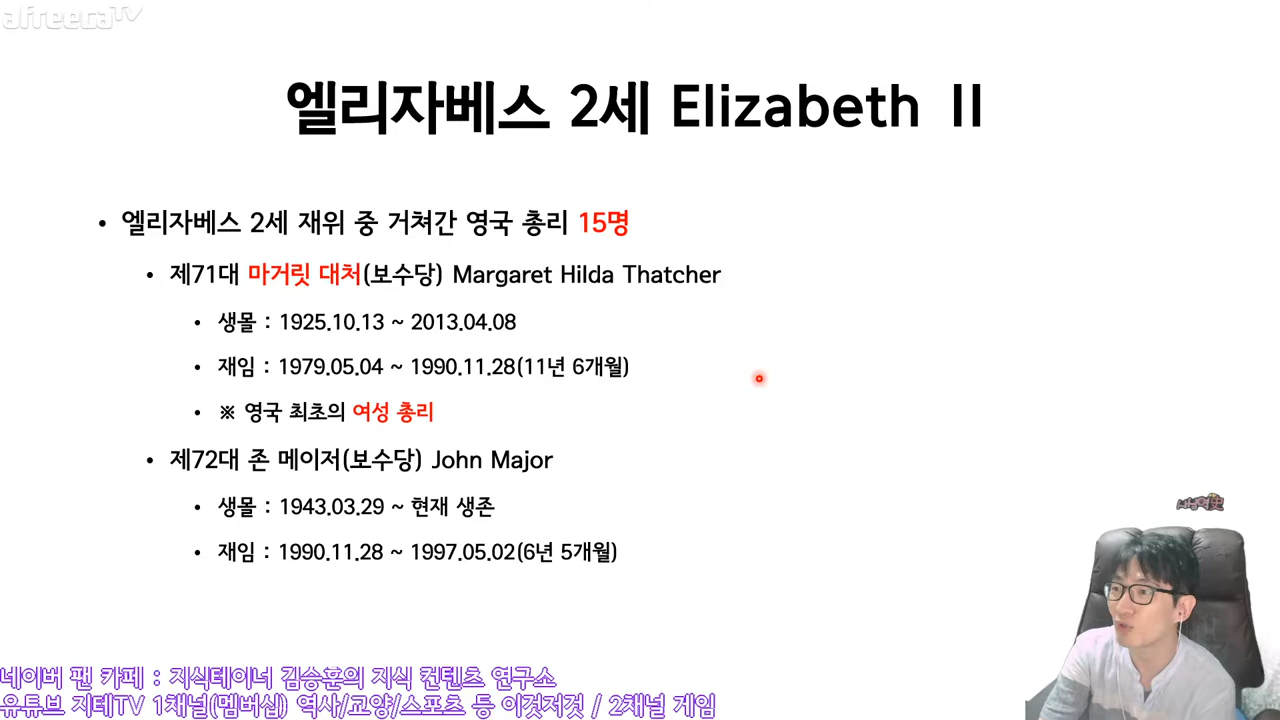 afreecaTV
엘리자베스 2세 Elizabeth II
• 엘리자베스 2세 재위 중 거쳐간 영국 총리 15명
• 제71대 마거릿 대처(보수당) Margaret Hilda Thatcher
• 생몰 : 1925.10.13 ~ 2013.04.08
• 재임 : 1979.05.04 ~ 1990.11.28(11년 6개월)
• ※ 영국 최초의 여성 총리
• 제72대 존 메이저(보수당) John Major
• 생몰 : 1943.03.29 ~ 현재 생존
• 재임 : 1990.11.28 ~ 1997.05.02(6년 5개월)
네이버 팬 카페 : 지식테이너 김승훈의 지식 컨텐츠 연구소
유튜브 지테TV 1채널(멤버십) 역사/교양/스포츠 등 이것저것 / 2채널 게임